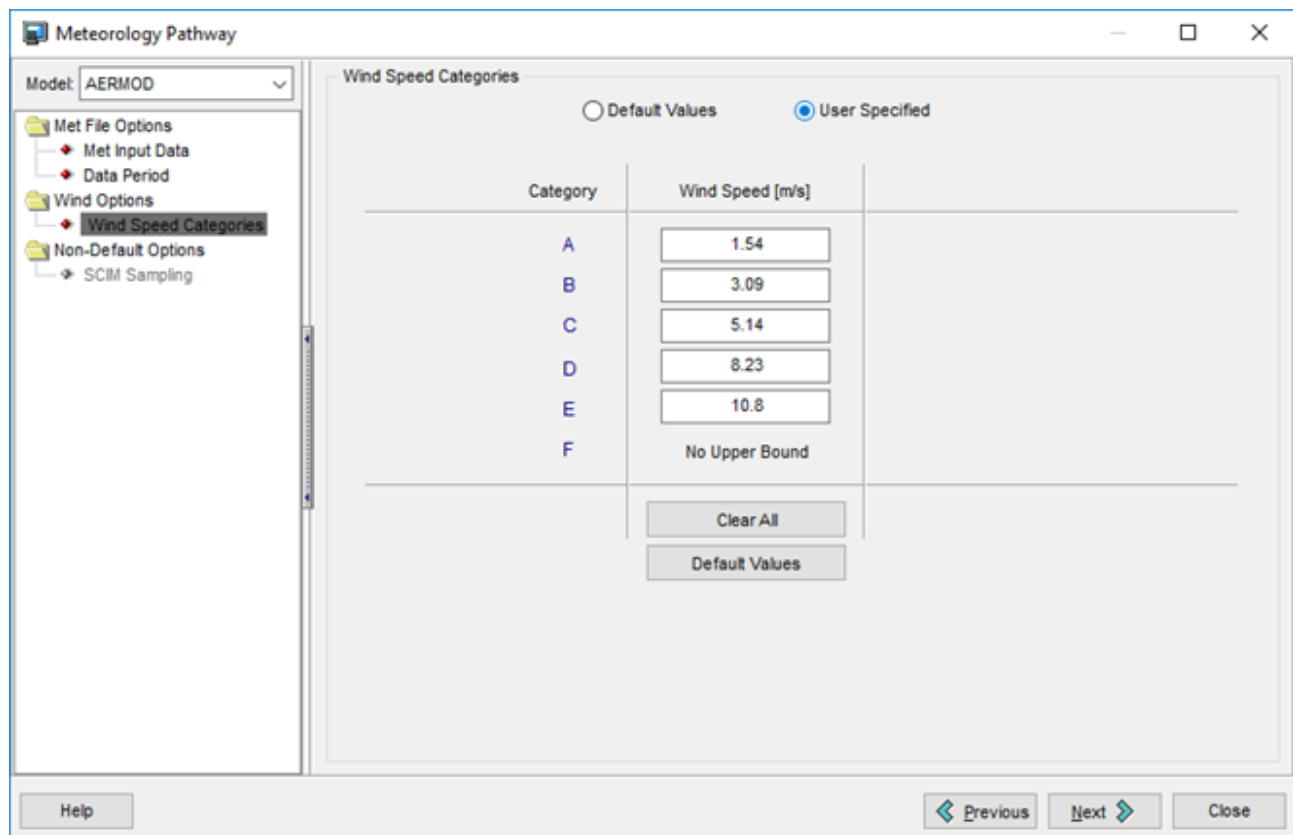 Meteorology Pathway
Model: AERMOD
Met File Options
Met Input Data
Data Period
Wind Options
Wind Speed Categories
Non-Default Options
SCIM Sampling
Wind Speed Categories
Default Values User Specified
Category Wind Speed [m/s]
A 1.54
B 3.09
C 5.14
D 8.23
E 10.8
F No Upper Bound
Clear All
Default Values
Help Previous Next Close